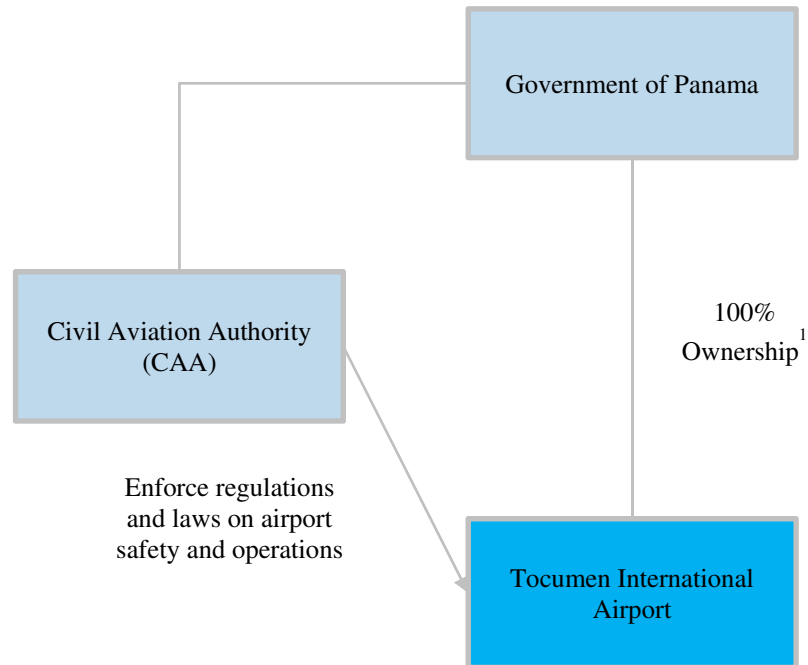 Government of Panama
Civil Aviation Authority
(CAA)
100%
Ownership¹
Enforce regulations
and laws on airport
safety and operations
Tocumen International
Airport